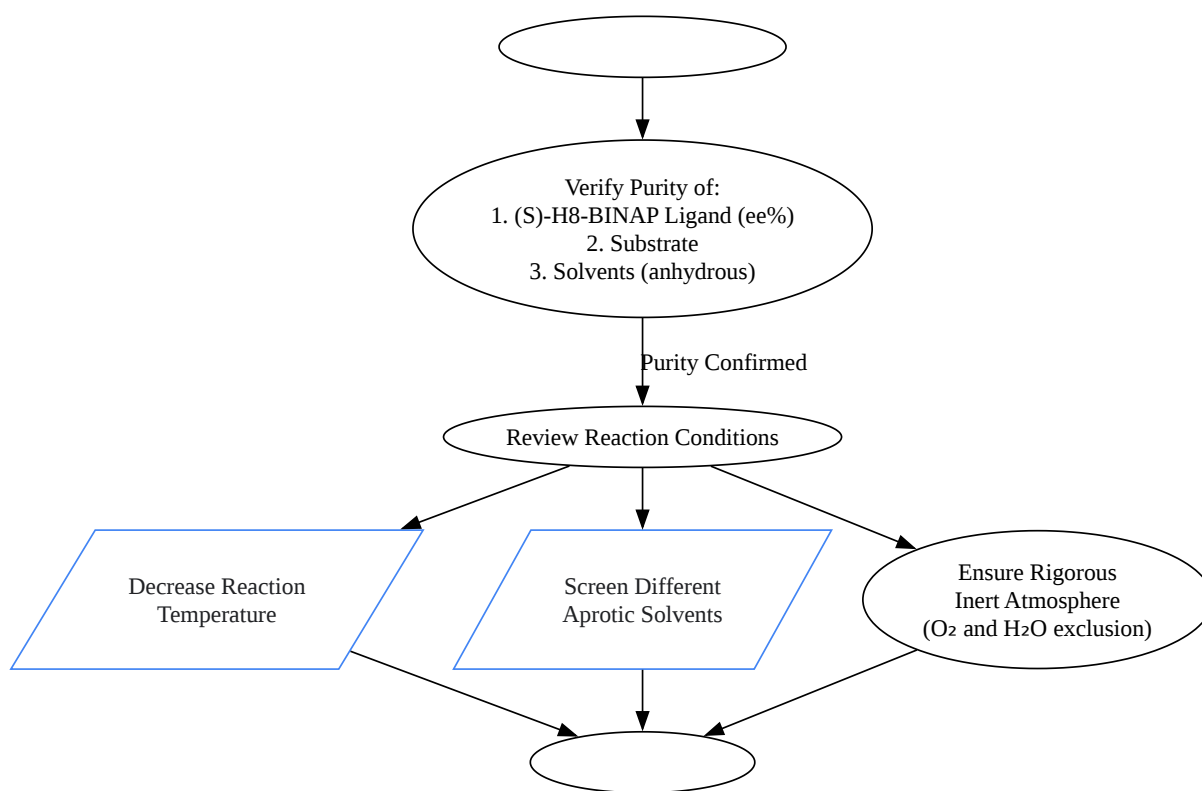 Verify Purity of:
1. (S)-H8-BINAP Ligand (ee%)
2. Substrate
3. Solvents (anhydrous)
Purity Confirmed
Review Reaction Conditions
Decrease Reaction
Temperature
Screen Different
Aprotic Solvents
Ensure Rigorous
Inert Atmosphere
(O₂ and H₂O exclusion)